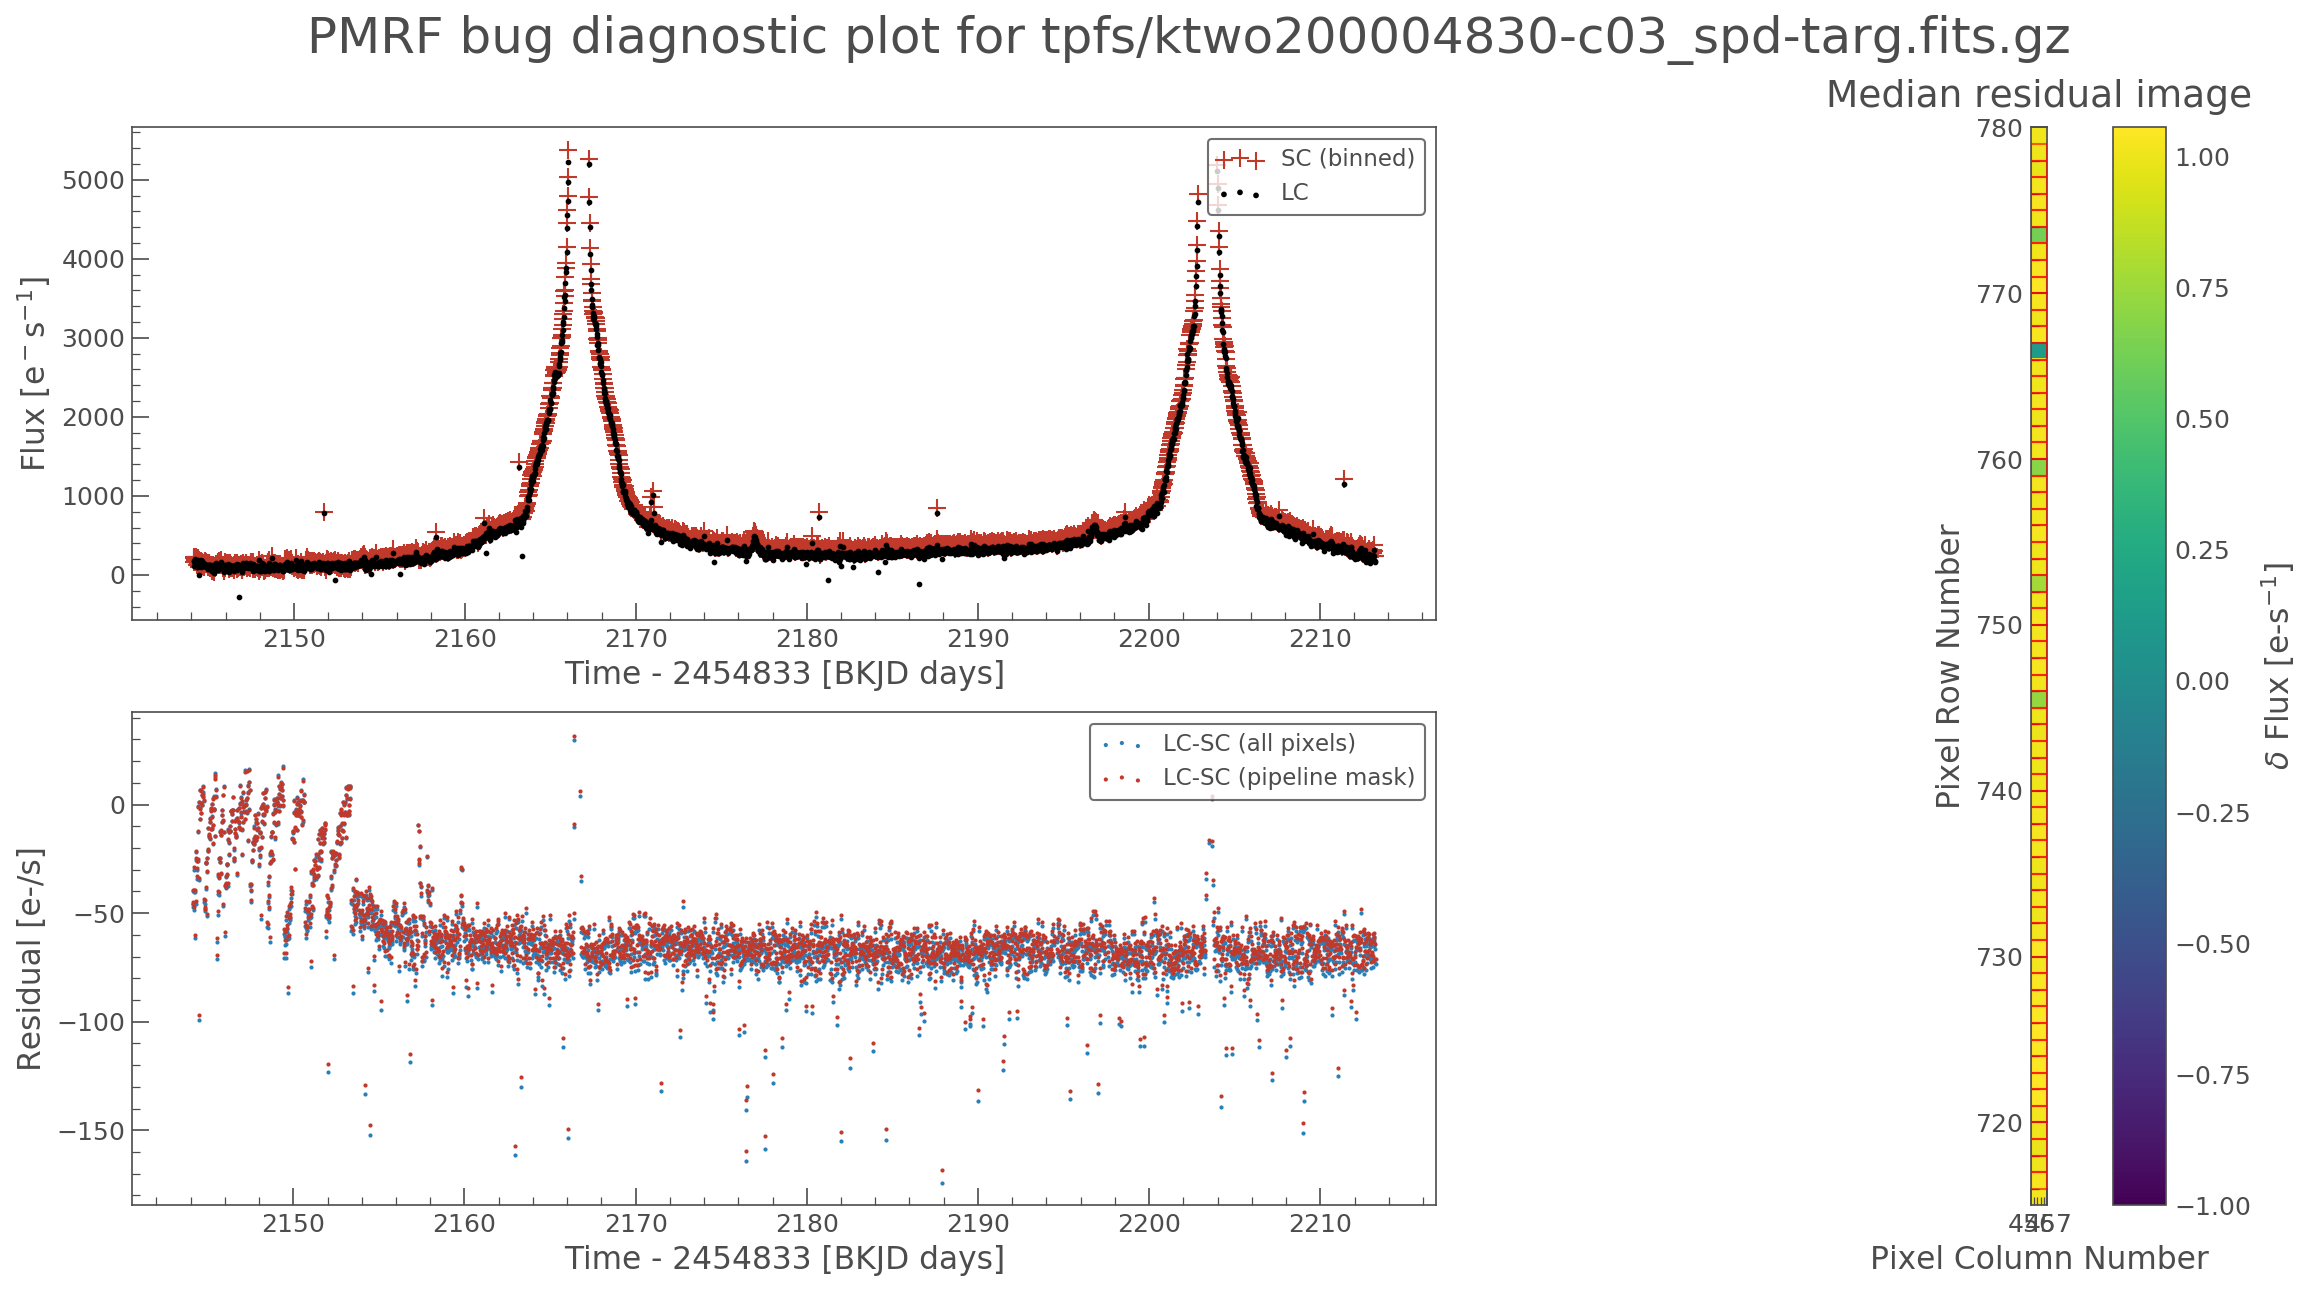 PMRF bug diagnostic plot for tpfs/ktwo200004830-c03_spd-targ.fits.gz
SC (binned)
LC
5000
4000
3000
2000
1000
0
Flux [e⁻ s⁻¹]
2150 2160 2170 2180 2190 2200 2210
Time - 2454833 [BKJD days]
LC-SC (all pixels)
LC-SC (pipeline mask)
0
−50
−100
−150
Residual [e-/s]
2150 2160 2170 2180 2190 2200 2210
Time - 2454833 [BKJD days]
Median residual image
780
770
760
750
740
730
720
Pixel Row Number
Pixel Column Number
1.00
0.75
0.50
0.25
0.00
−0.25
−0.50
−0.75
−1.00
δ Flux [e-s⁻¹]